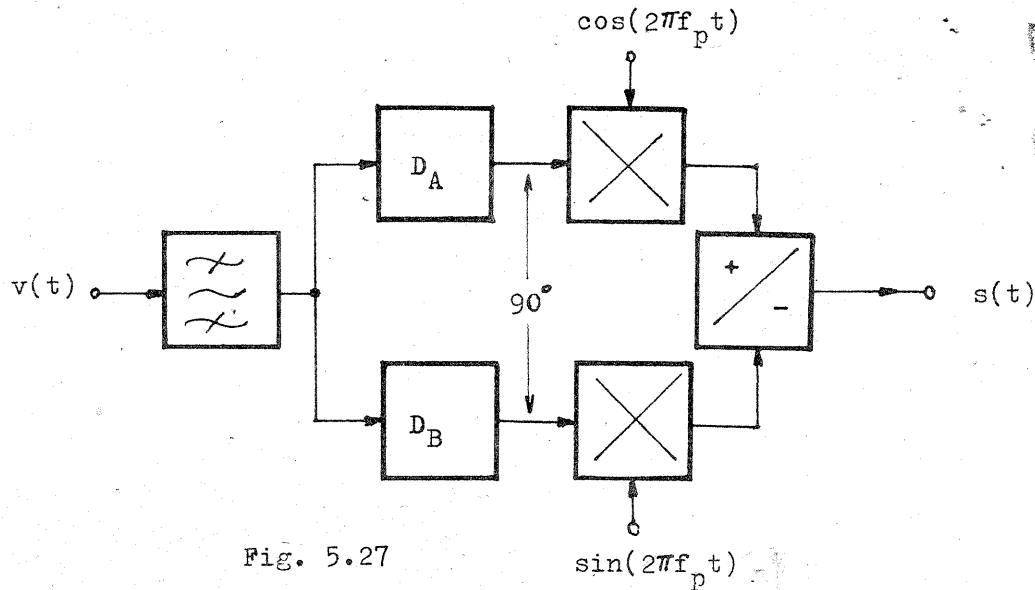 cos(2πf_p t)
D_A
v(t)
90°
+
-
s(t)
D_B
Fig. 5.27
sin(2πf_p t)